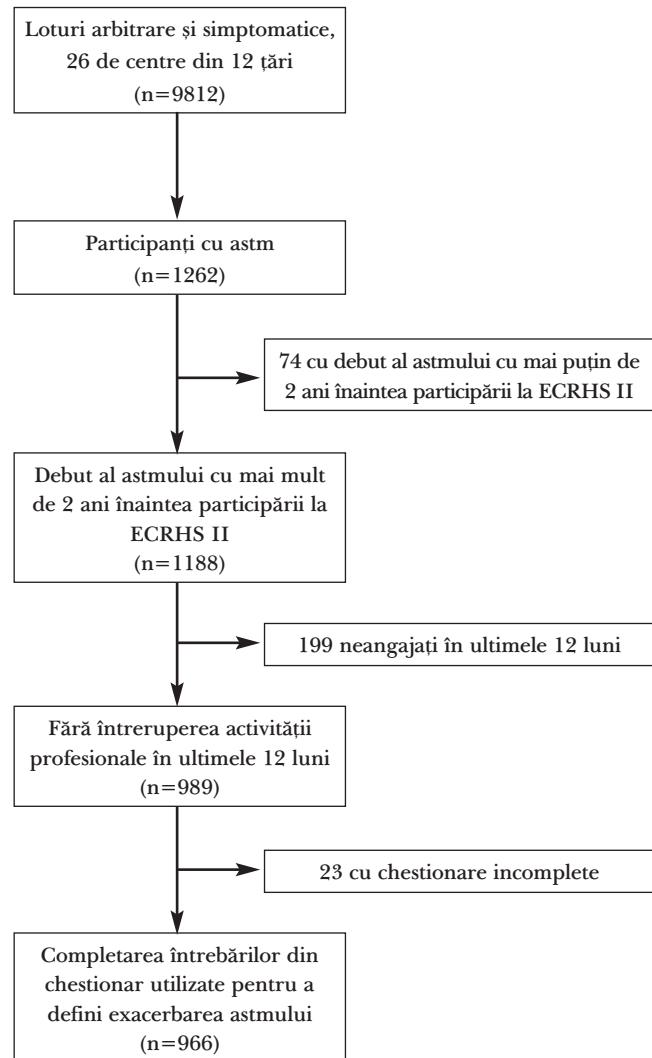 Loturi arbitrare și simptomatice,
26 de centre din 12 țări
(n=9812)
Participanți cu astm
(n=1262)
74 cu debut al astmului cu mai puțin de
2 ani înaintea participării la ECRHS II
Debut al astmului cu mai mult
de 2 ani înaintea participării la
ECRHS II
(n=1188)
199 neangajați în ultimele 12 luni
Fără întreruperea activității
profesionale în ultimele 12 luni
(n=989)
23 cu chestionare incomplete
Completarea întrebărilor din
chestionar utilizate pentru a
defini exacerbarea astmului
(n=966)